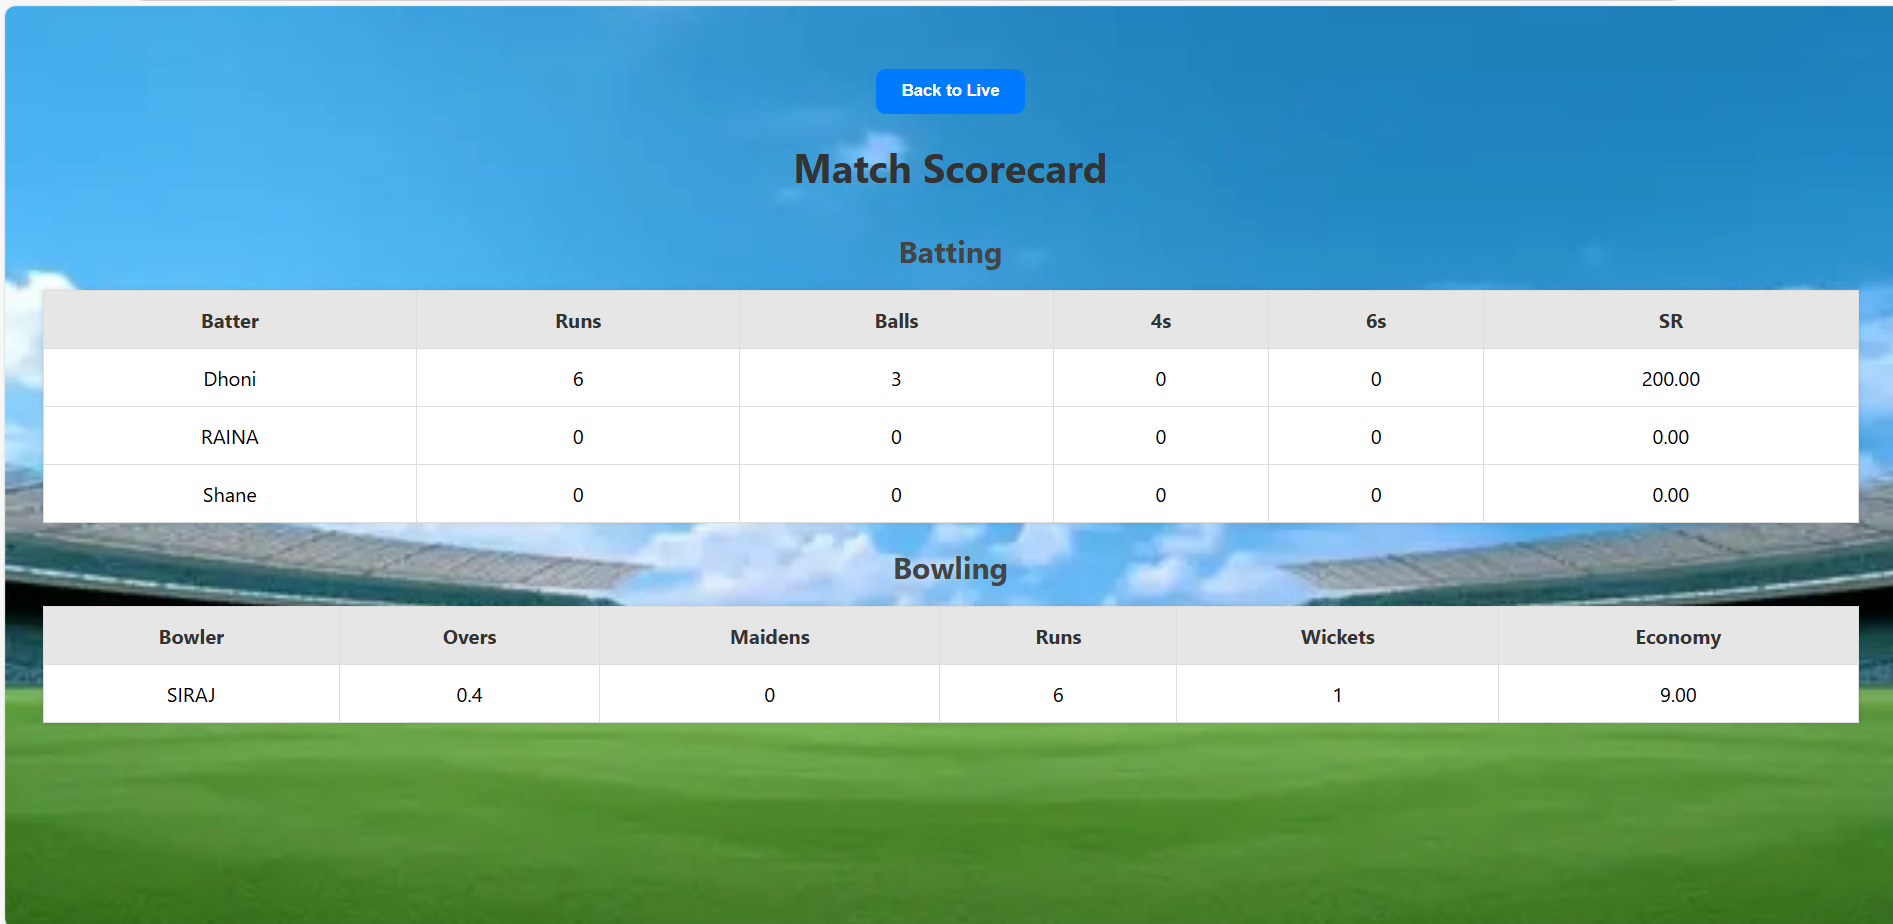 Back to Live
Match Scorecard
Batting
Batter Runs Balls 4s 6s SR
Dhoni 6 3 0 0 200.00
RAINA 0 0 0 0 0.00
Shane 0 0 0 0 0.00
Bowling
Bowler Overs Maidens Runs Wickets Economy
SIRAJ 0.4 0 6 1 9.00